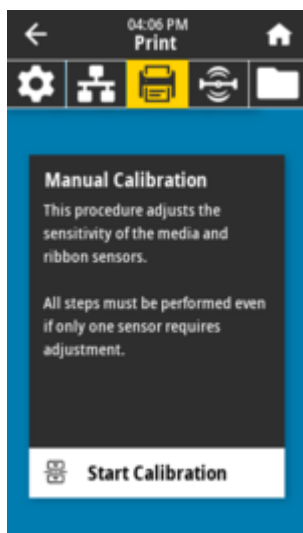 04:06 PM
Print
Manual Calibration
This procedure adjusts the
sensitivity of the media and
ribbon sensors.
All steps must be performed even
if only one sensor requires
adjustment.
Start Calibration